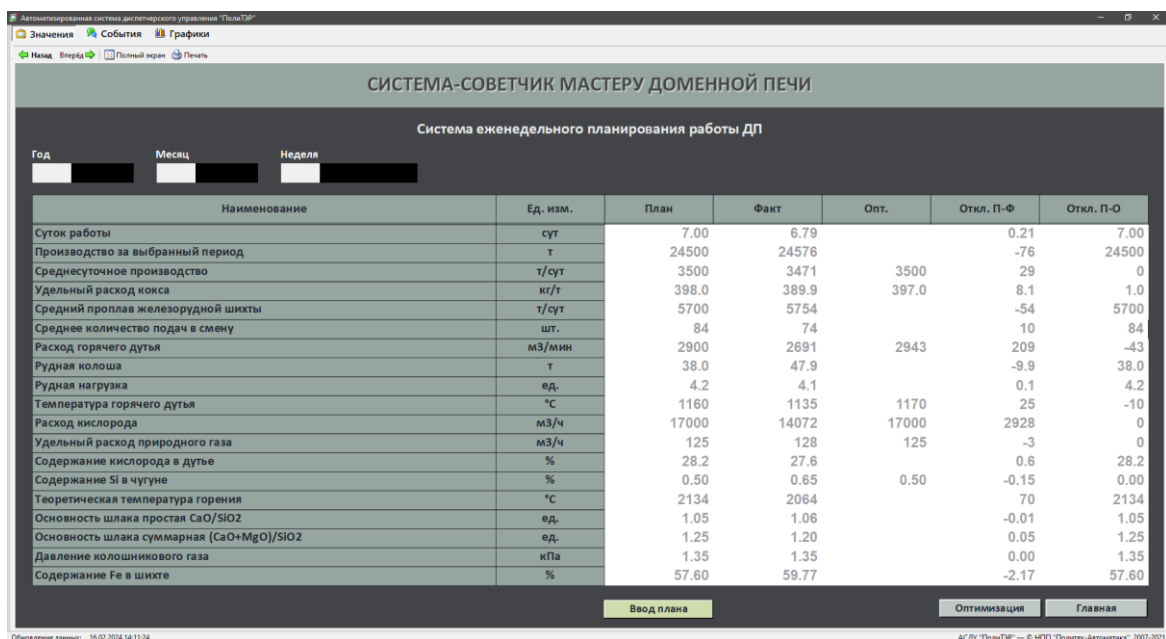 Автоматизированная система диспетчерского управления "ПолиТЭР"
Значения События Графики
Назад Вперёд Полный экран Печать
СИСТЕМА-СОВЕТЧИК МАСТЕРУ ДОМЕННОЙ ПЕЧИ
Система еженедельного планирования работы ДП
Год Месяц Неделя
Наименование Ед. изм. План Факт Опт. Откл. П-Ф Откл. П-О
Суток работы сут 7.00 6.79 0.21 7.00
Производство за выбранный период т 24500 24576 -76 24500
Среднесуточное производство т/сут 3500 3471 3500 29 0
Удельный расход кокса кг/т 398.0 389.9 397.0 8.1 1.0
Средний проплав железорудной шихты т/сут 5700 5754 -54 5700
Среднее количество подач в смену шт. 84 74 10 84
Расход горячего дутья м3/мин 2900 2691 2943 209 -43
Рудная колоша т 38.0 47.9 -9.9 38.0
Рудная нагрузка ед. 4.2 4.1 0.1 4.2
Температура горячего дутья °C 1160 1135 1170 25 -10
Расход кислорода м3/ч 17000 14072 17000 2928 0
Удельный расход природного газа м3/ч 125 128 125 -3 0
Содержание кислорода в дутье % 28.2 27.6 0.6 28.2
Содержание Si в чугуне % 0.50 0.65 0.50 -0.15 0.00
Теоретическая температура горения °C 2134 2064 70 2134
Основность шлака простая CaO/SiO2 ед. 1.05 1.06 -0.01 1.05
Основность шлака суммарная (CaO+MgO)/SiO2 ед. 1.25 1.20 0.05 1.25
Давление колошникового газа кПа 1.35 1.35 0.00 1.35
Содержание Fe в шихте % 57.60 59.77 -2.17 57.60
Ввод плана Оптимизация Главная
Обновление данных: 16.02.2024 14:11:24 АСДУ "ПолиТЭР" — © НПП "Политех-Автоматика", 2007-2021